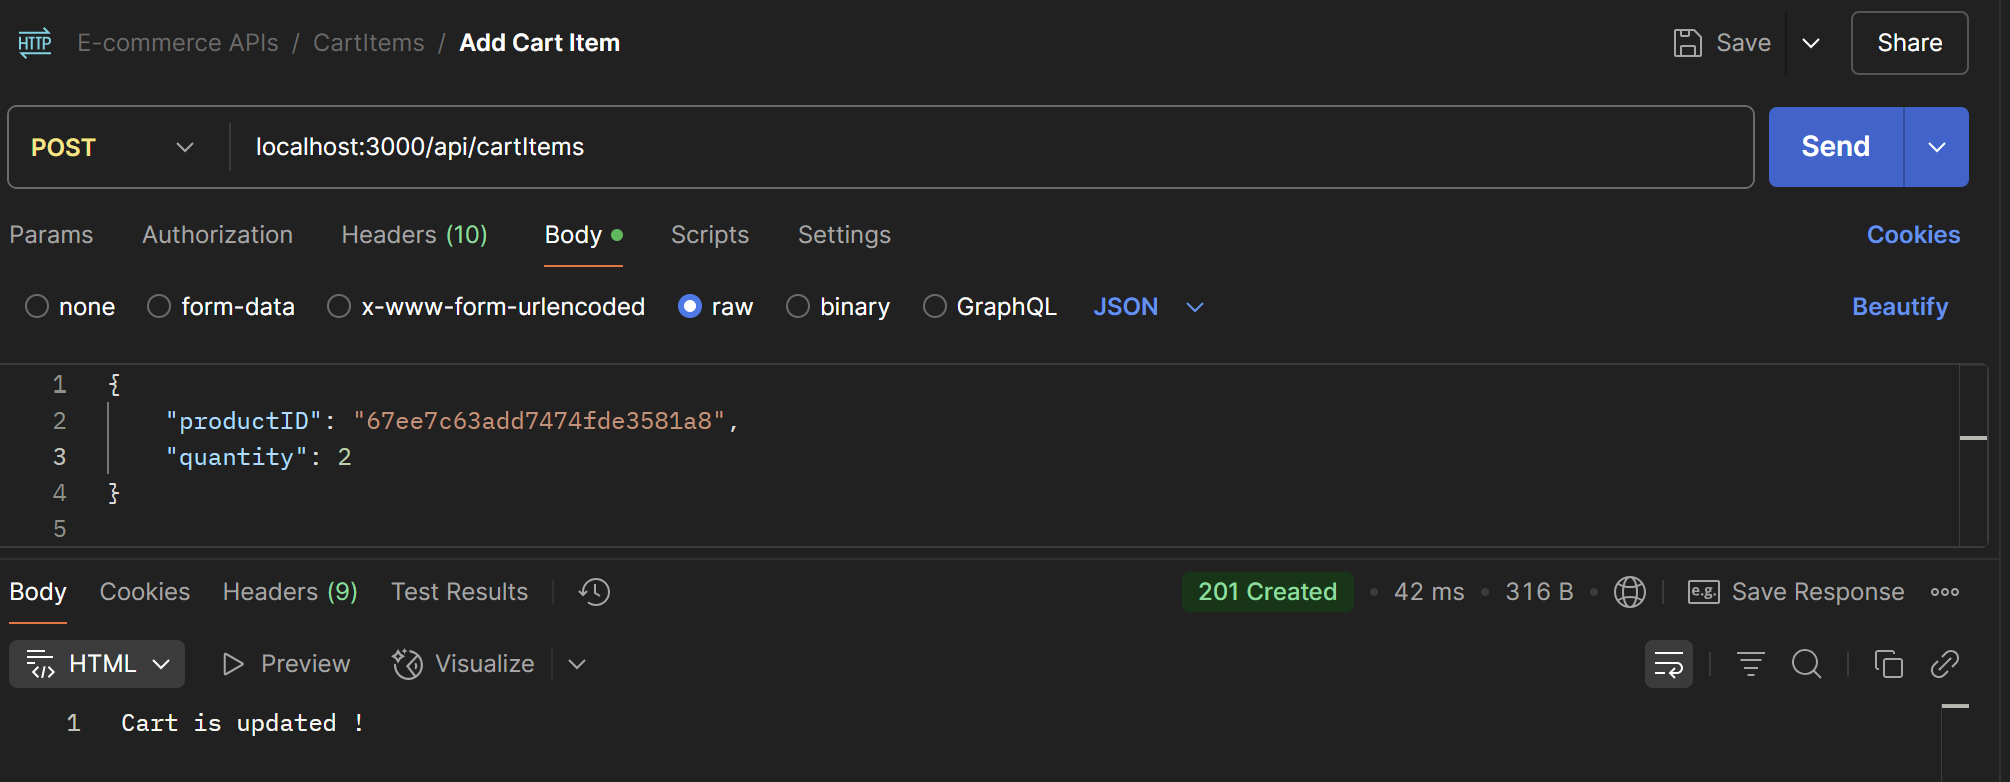 HTTP E-commerce APIs / CartItems / Add Cart Item Save Share
POST localhost:3000/api/cartItems Send
Params Authorization Headers (10) Body Scripts Settings Cookies
none form-data x-www-form-urlencoded raw binary GraphQL JSON Beautify
1 {
2 "productID": "67ee7c63add7474fde3581a8",
3 "quantity": 2
4 }
5
Body Cookies Headers (9) Test Results 201 Created • 42 ms • 316 B • e.g. Save Response
HTML Preview Visualize
1 Cart is updated !